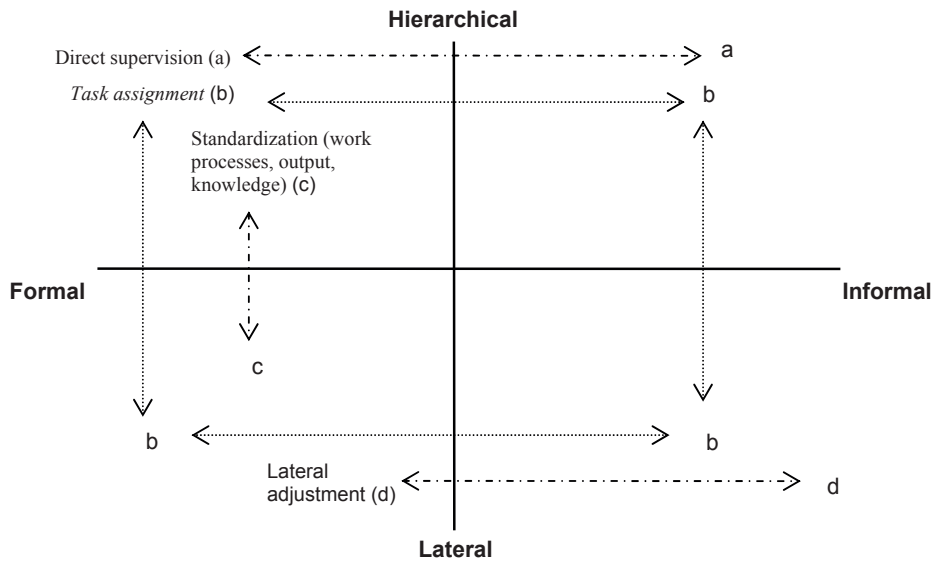 Hierarchical
Direct supervision (a)
a
Task assignment (b)
b
Standardization (work
processes, output,
knowledge) (c)
Formal
Informal
c
b
b
Lateral
adjustment (d)
d
Lateral